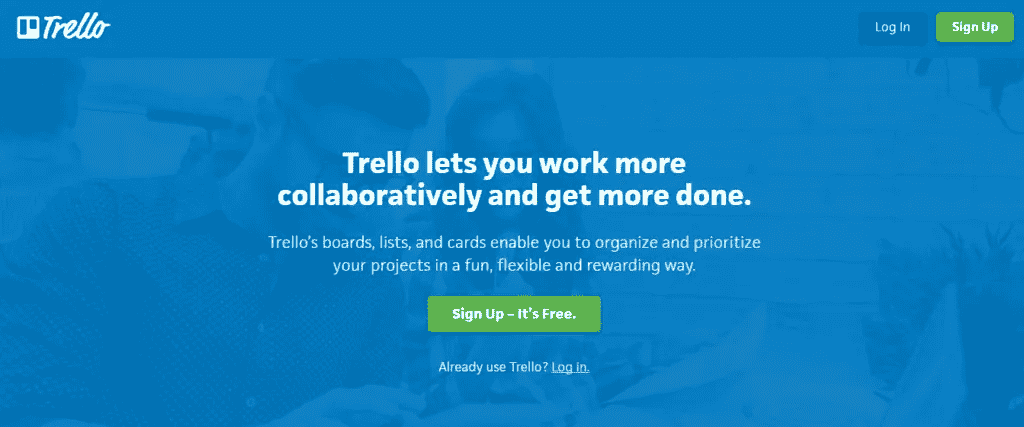 Trello
Log In
Sign Up
Trello lets you work more
collaboratively and get more done.
Trello’s boards, lists, and cards enable you to organize and prioritize
your projects in a fun, flexible and rewarding way.
Sign Up – It’s Free.
Already use Trello? Log in.